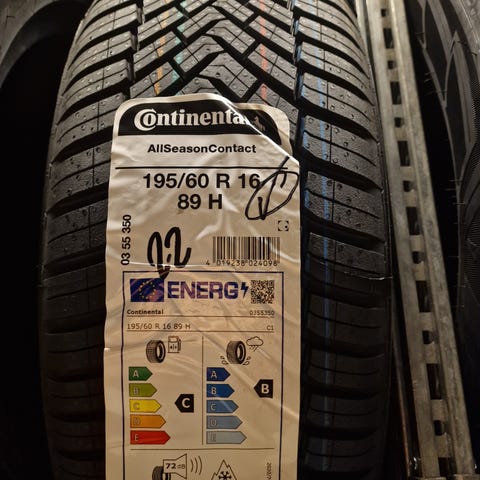 Continental
AllSeasonContact
195/60 R 16
89 H
03 55 350
22
4 019238 024098
ENERG
Continental 0355350
195/60 R 16 89 H C1
A A
B B B
C C C
D D
E E
72 dB